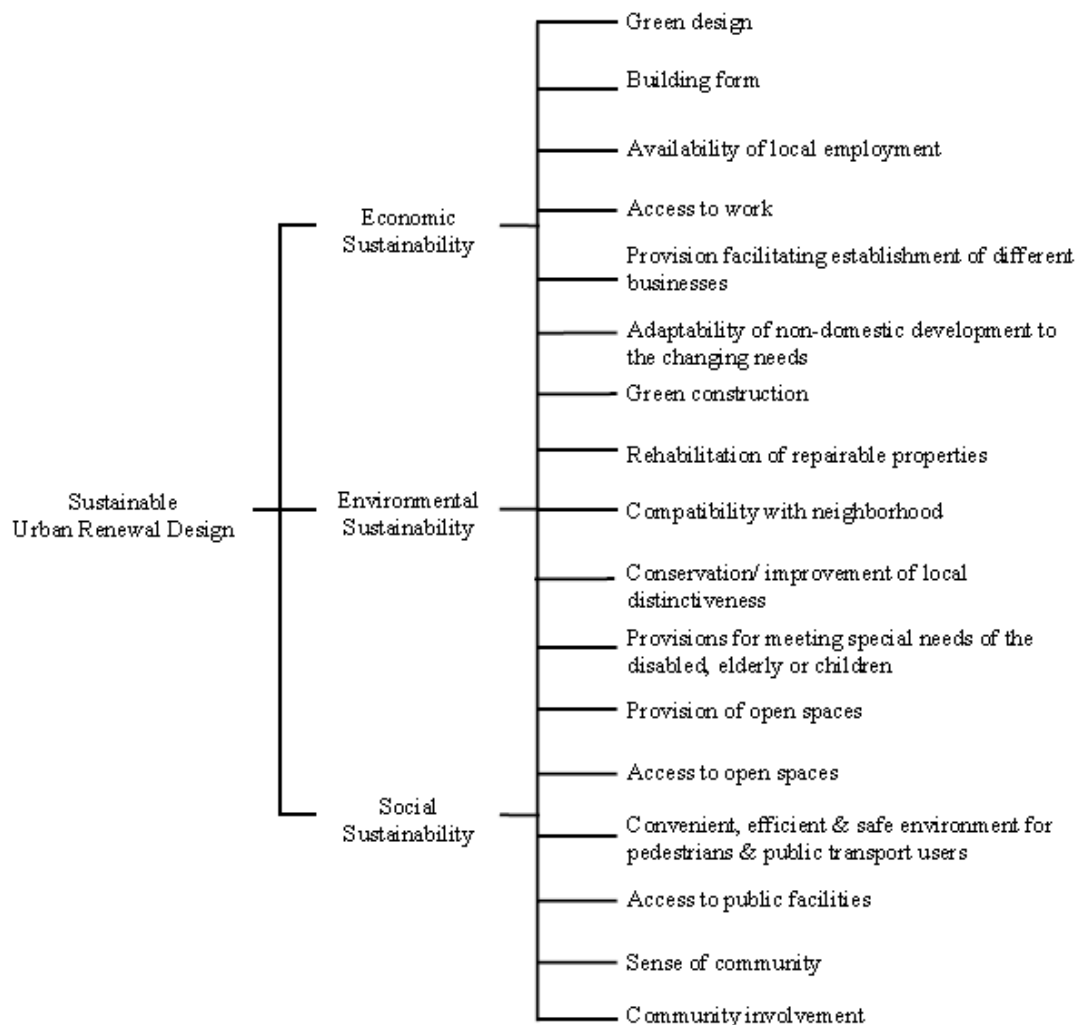 Sustainable
Urban Renewal Design
Economic
Sustainability
Environmental
Sustainability
Social
Sustainability
Green design
Building form
Availability of local employment
Access to work
Provision facilitating establishment of different
businesses
Adaptability of non-domestic development to
the changing needs
Green construction
Rehabilitation of repairable properties
Compatibility with neighborhood
Conservation/ improvement of local
distinctiveness
Provisions for meeting special needs of the
disabled, elderly or children
Provision of open spaces
Access to open spaces
Convenient, efficient & safe environment for
pedestrians & public transport users
Access to public facilities
Sense of community
Community involvement